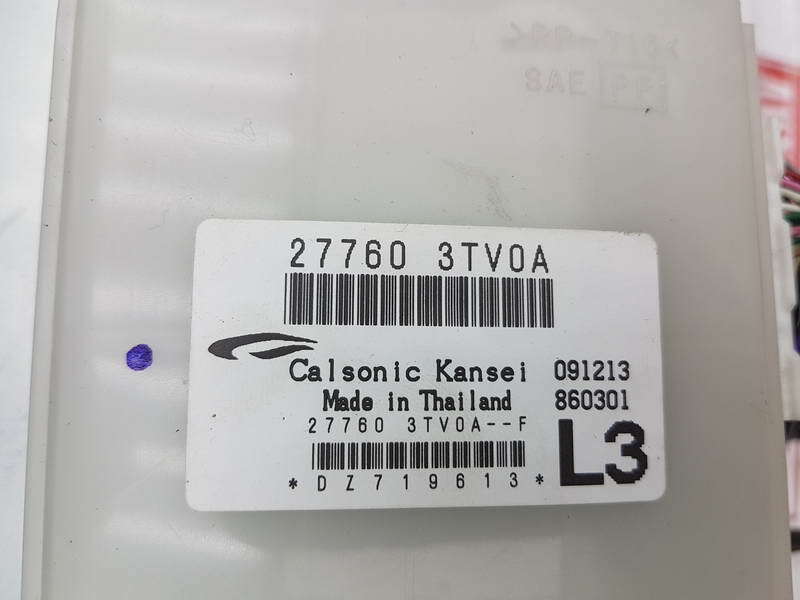 SAE
27760 3TV0A
Calsonic Kansei 091213
Made in Thailand 860301
27760 3TV0A--F
L3
*DZ719613*